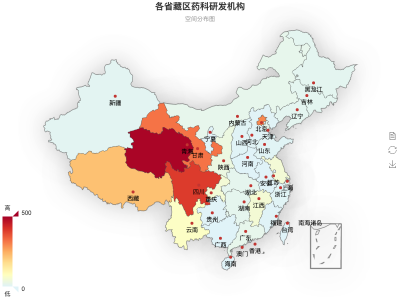 各省藏区药科研发机构
空间分布图
黑龙江
吉林
辽宁
新疆
内蒙古
北京
天津
宁夏
山西
河北
山东
甘肃
陕西
河南
西藏
四川
重庆
湖北
安徽
江苏
上海
浙江
湖南
江西
贵州
云南
福建
台湾
南海诸岛
广西
广东
香港
澳门
海南
高
500
0
低